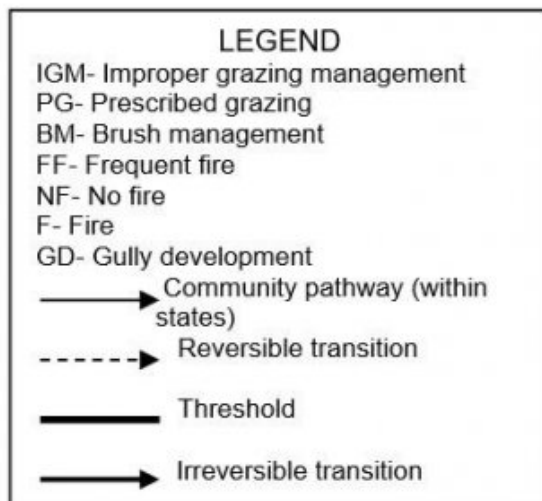 LEGEND
IGM- Improper grazing management
PG- Prescribed grazing
BM- Brush management
FF- Frequent fire
NF- No fire
F- Fire
GD- Gully development
Community pathway (within
states)
Reversible transition
Threshold
Irreversible transition